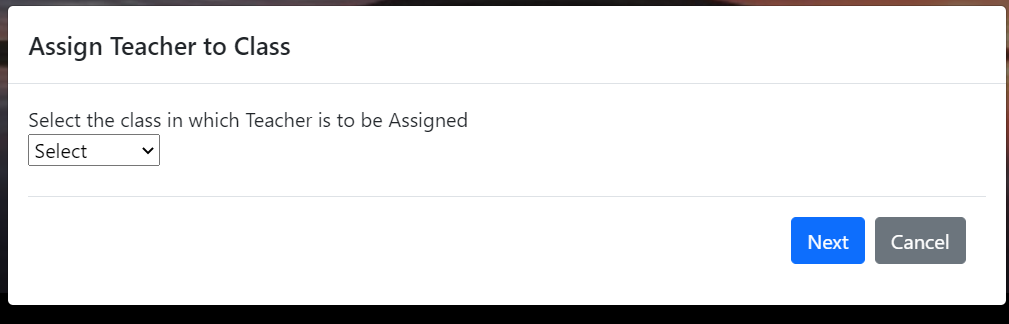 Assign Teacher to Class
Select the class in which Teacher is to be Assigned
Select
Next Cancel